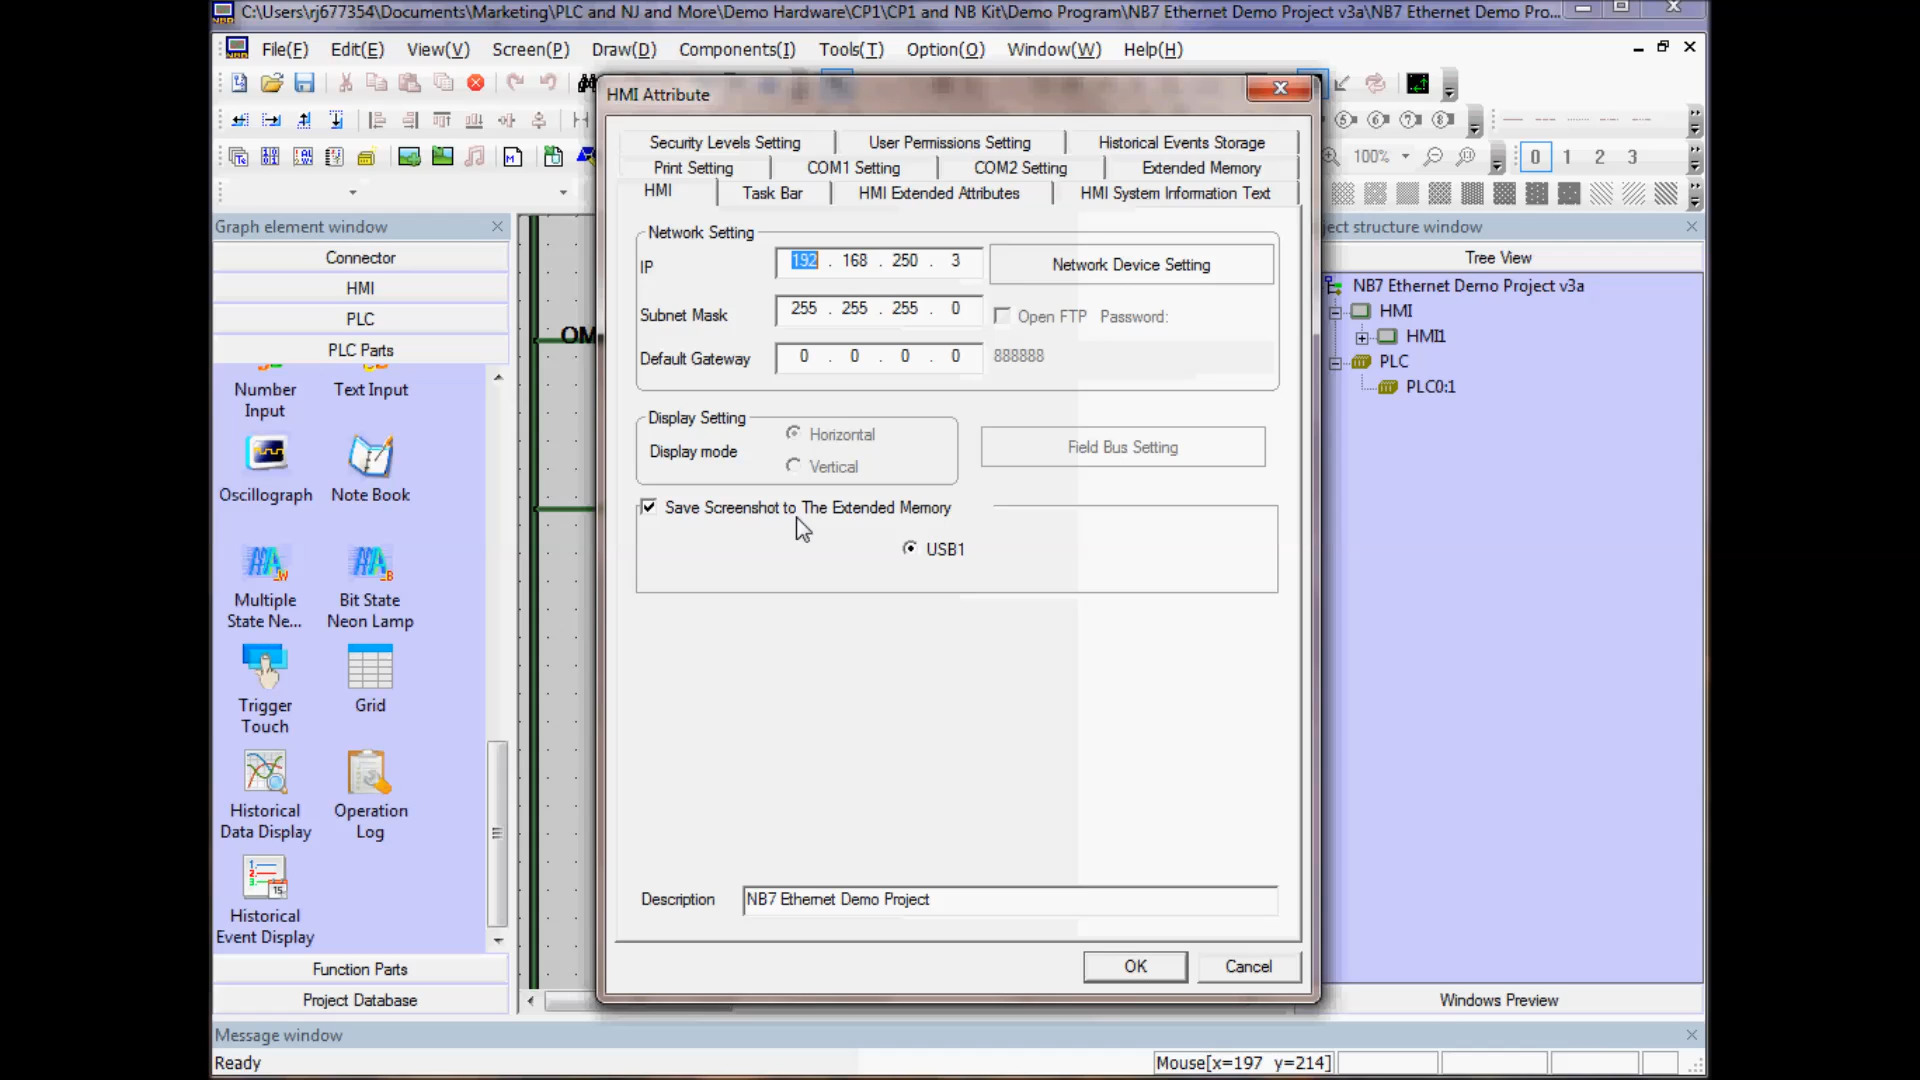 C:\Users\rj677354\Documents\Marketing\PLC and NJ and More\Demo Hardware\CP1\CP1 and NB Kit\Demo Program\NB7 Ethernet Demo Project v3a\NB7 Ethernet Demo Pro...
File(F) Edit(E) View(V) Screen(P) Draw(D) Components(I) Tools(T) Option(O) Window(W) Help(H)
HMI Attribute
100% 0 1 2 3
Security Levels Setting User Permissions Setting Historical Events Storage
Print Setting COM1 Setting COM2 Setting Extended Memory
HMI Task Bar HMI Extended Attributes HMI System Information Text
Graph element window
Connector
HMI
PLC
PLC Parts
Number Input
Text Input
Oscillograph
Note Book
Multiple State Ne...
Bit State Neon Lamp
Trigger Touch
Grid
Historical Data Display
Operation Log
Historical Event Display
Function Parts
Project Database
OM
Network Setting
IP 192 . 168 . 250 . 3
Network Device Setting
Subnet Mask 255 . 255 . 255 . 0
Open FTP Password:
Default Gateway 0 . 0 . 0 . 0
888888
Display Setting
Display mode
Horizontal
Vertical
Field Bus Setting
Save Screenshot to The Extended Memory
USB1
Description NB7 Ethernet Demo Project
OK Cancel
ject structure window
Tree View
NB7 Ethernet Demo Project v3a
HMI
HMI1
PLC
PLC0:1
Windows Preview
Message window
Ready
Mouse[x=197 y=214]